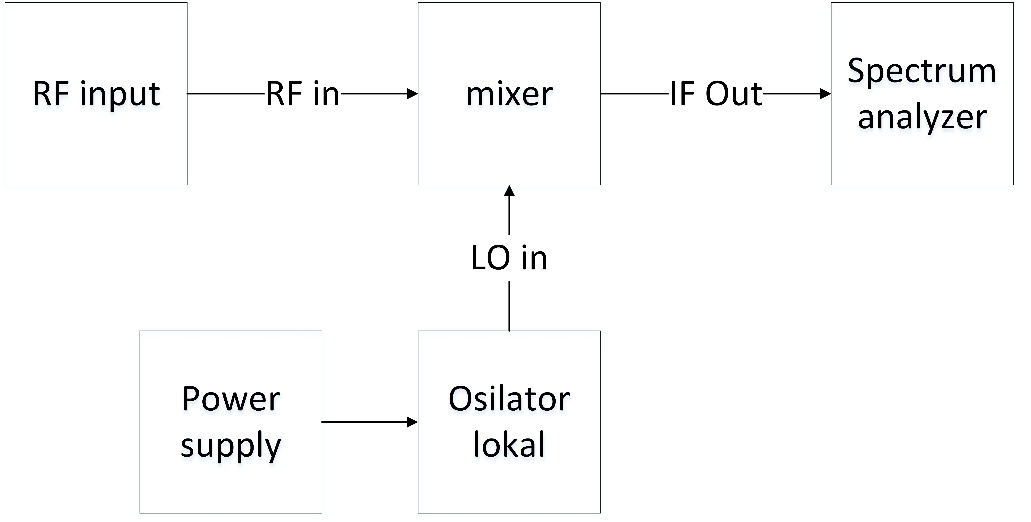 RF input
RF in
mixer
IF Out
Spectrum
analyzer
LO in
Power
supply
Osilator
lokal